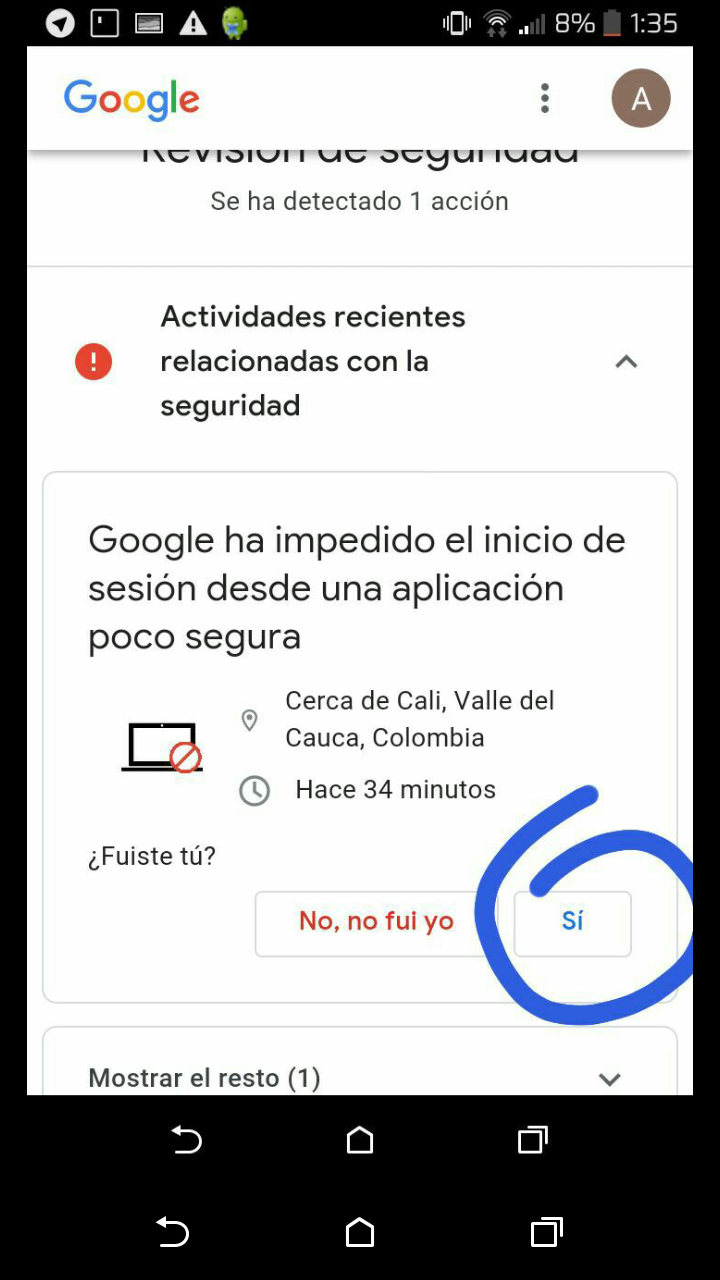 8% 1:35
Google
A
Revisión de seguridad
Se ha detectado 1 acción
Actividades recientes
relacionadas con la
seguridad
Google ha impedido el inicio de
sesión desde una aplicación
poco segura
Cerca de Cali, Valle del
Cauca, Colombia
Hace 34 minutos
¿Fuiste tú?
No, no fui yo
Sí
Mostrar el resto (1)